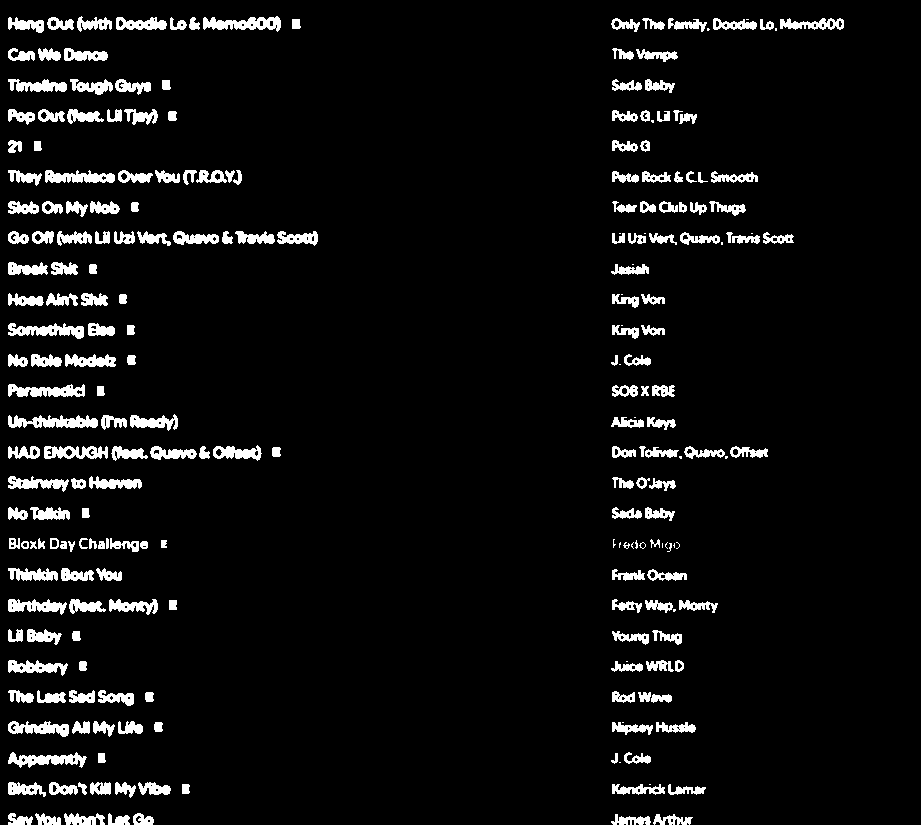 Hang Out (with Doodie Lo & Memo600) E Only The Family, Doodie Lo, Memo600
Can We Dance The Vamps
Timeline Tough Guys E Sada Baby
Pop Out (feat. Lil Tjay) E Polo G, Lil Tjay
21 E Polo G
They Reminisce Over You (T.R.O.Y.) Pete Rock & C.L. Smooth
Slob On My Nob E Tear Da Club Up Thugs
Go Off (with Lil Uzi Vert, Quavo & Travis Scott) Lil Uzi Vert, Quavo, Travis Scott
Break Shit E Jasiah
Hoes Ain't Shit E King Von
Something Else E King Von
No Role Modelz E J. Cole
Paramedic! E SOB X RBE
Un-thinkable (I'm Ready) Alicia Keys
HAD ENOUGH (feat. Quavo & Offset) E Don Toliver, Quavo, Offset
Stairway to Heaven The O'Jays
No Talkin E Sada Baby
Bloxk Day Challenge E Fredo Migo
Thinkin Bout You Frank Ocean
Birthday (feat. Monty) E Fetty Wap, Monty
Lil Baby E Young Thug
Robbery E Juice WRLD
The Last Sad Song E Rod Wave
Grinding All My Life E Nipsey Hussle
Apparently E J. Cole
Bitch, Don't Kill My Vibe E Kendrick Lamar
Say You Won't Let Go James Arthur